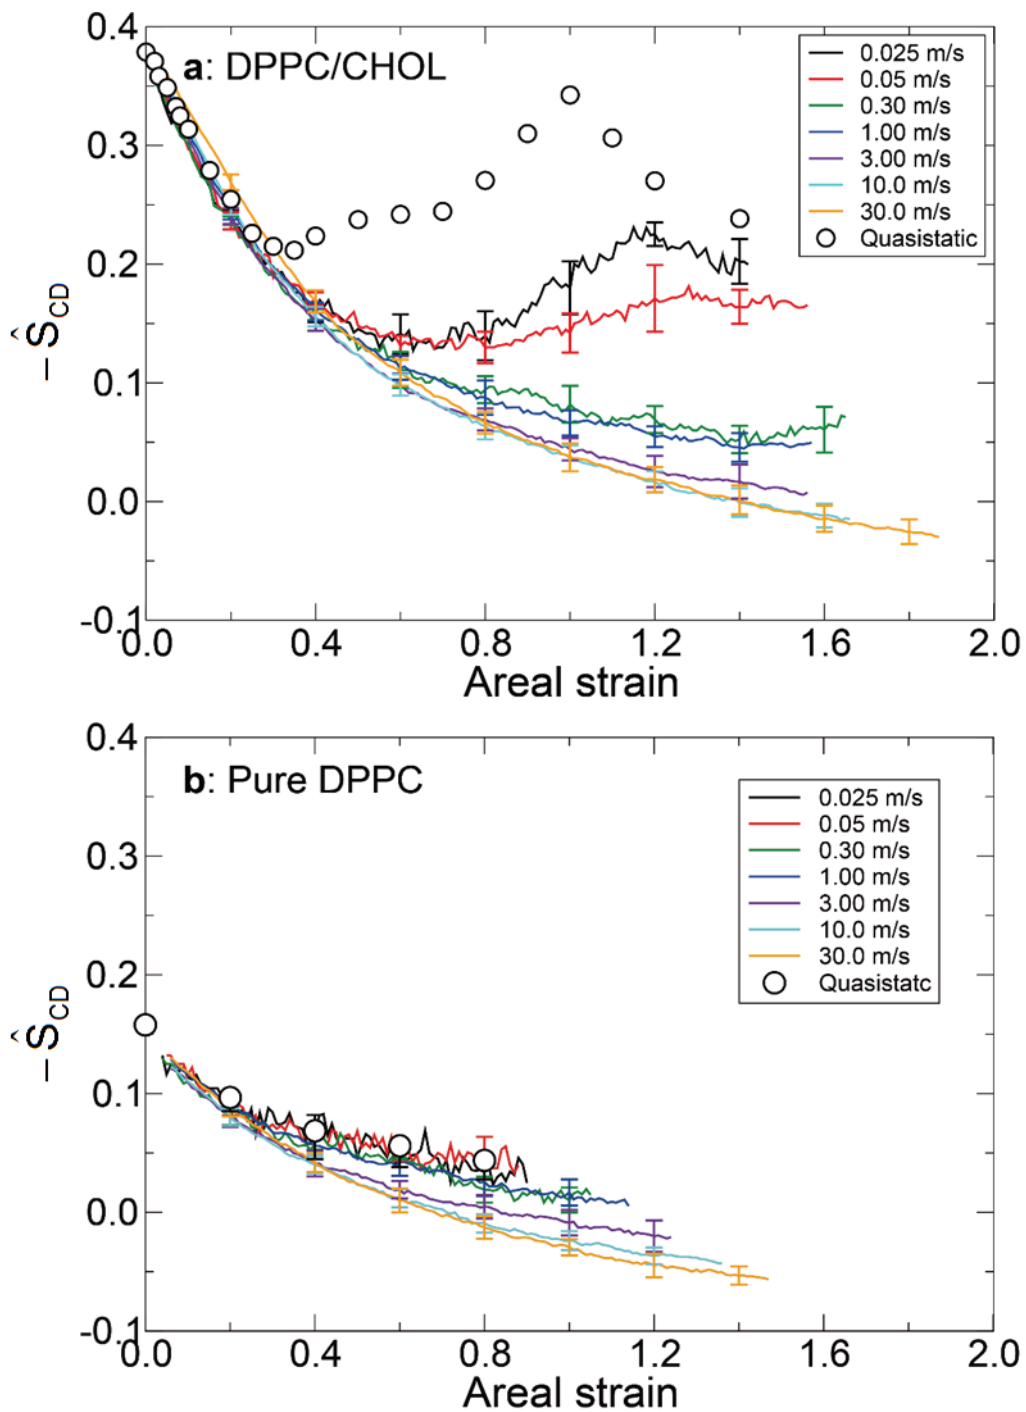 0.4
0.3
0.2
0.1
0.0
-0.1
− ŜCD
a: DPPC/CHOL
0.025 m/s
0.05 m/s
0.30 m/s
1.00 m/s
3.00 m/s
10.0 m/s
30.0 m/s
Quasistatic
0.0 0.4 0.8 1.2 1.6 2.0
Areal strain
0.4
0.3
0.2
0.1
0.0
-0.1
− ŜCD
b: Pure DPPC
0.025 m/s
0.05 m/s
0.30 m/s
1.00 m/s
3.00 m/s
10.0 m/s
30.0 m/s
Quasistatc
0.0 0.4 0.8 1.2 1.6 2.0
Areal strain